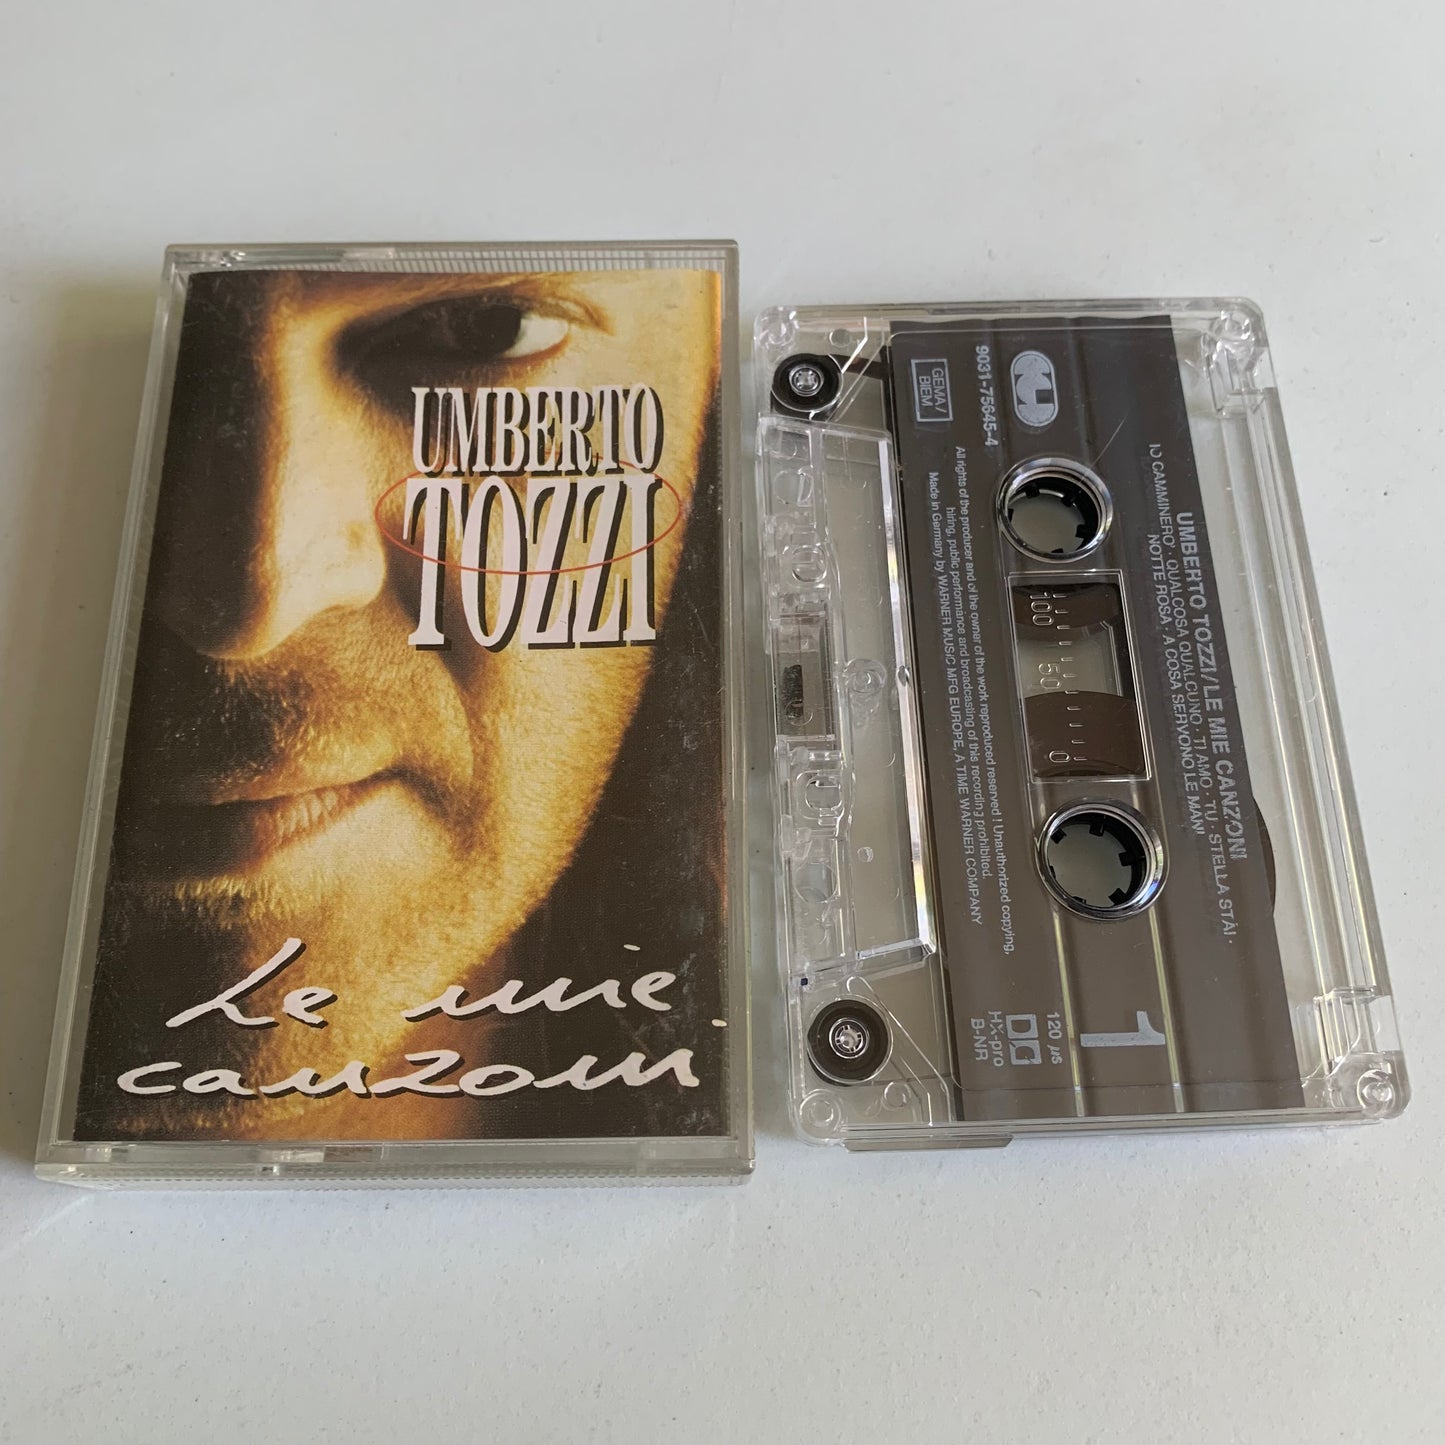 UMBERTO
TOZZI
Le mie
canzoni
UMBERTO TOZZI/LE MIE CANZONI
IO CAMMINERO' · QUALCOSA QUALCUNO · TI AMO · TU · STELLA STAI ·
NOTTE ROSA · A COSA SERVONO LE MANI
1
100 50 0
9031-75645-4
GEMA/
BIEM
All rights of the producer and of the owner of the work reproduced reserved ! Unauthorized copying,
hiring, public performance and broadcasting of this recording prohibited.
Made in Germany by WARNER MUSIC MFG EUROPE, A TIME WARNER COMPANY
120 µs
HX-pro
B-NR